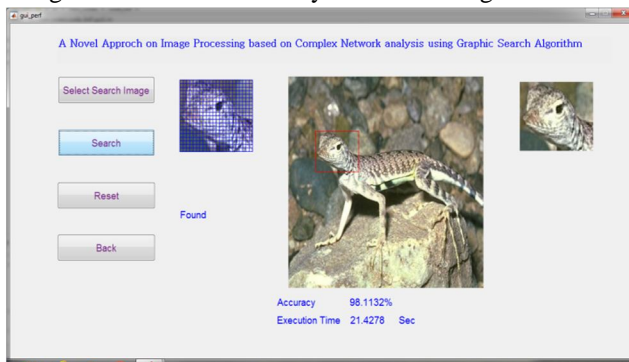 gui_perf
A Novel Approch on Image Processing based on Complex Network analysis using Graphic Search Algorithm
Select Search Image
Search
Reset
Found
Back
Accuracy 98.1132%
Execution Time 21.4278 Sec